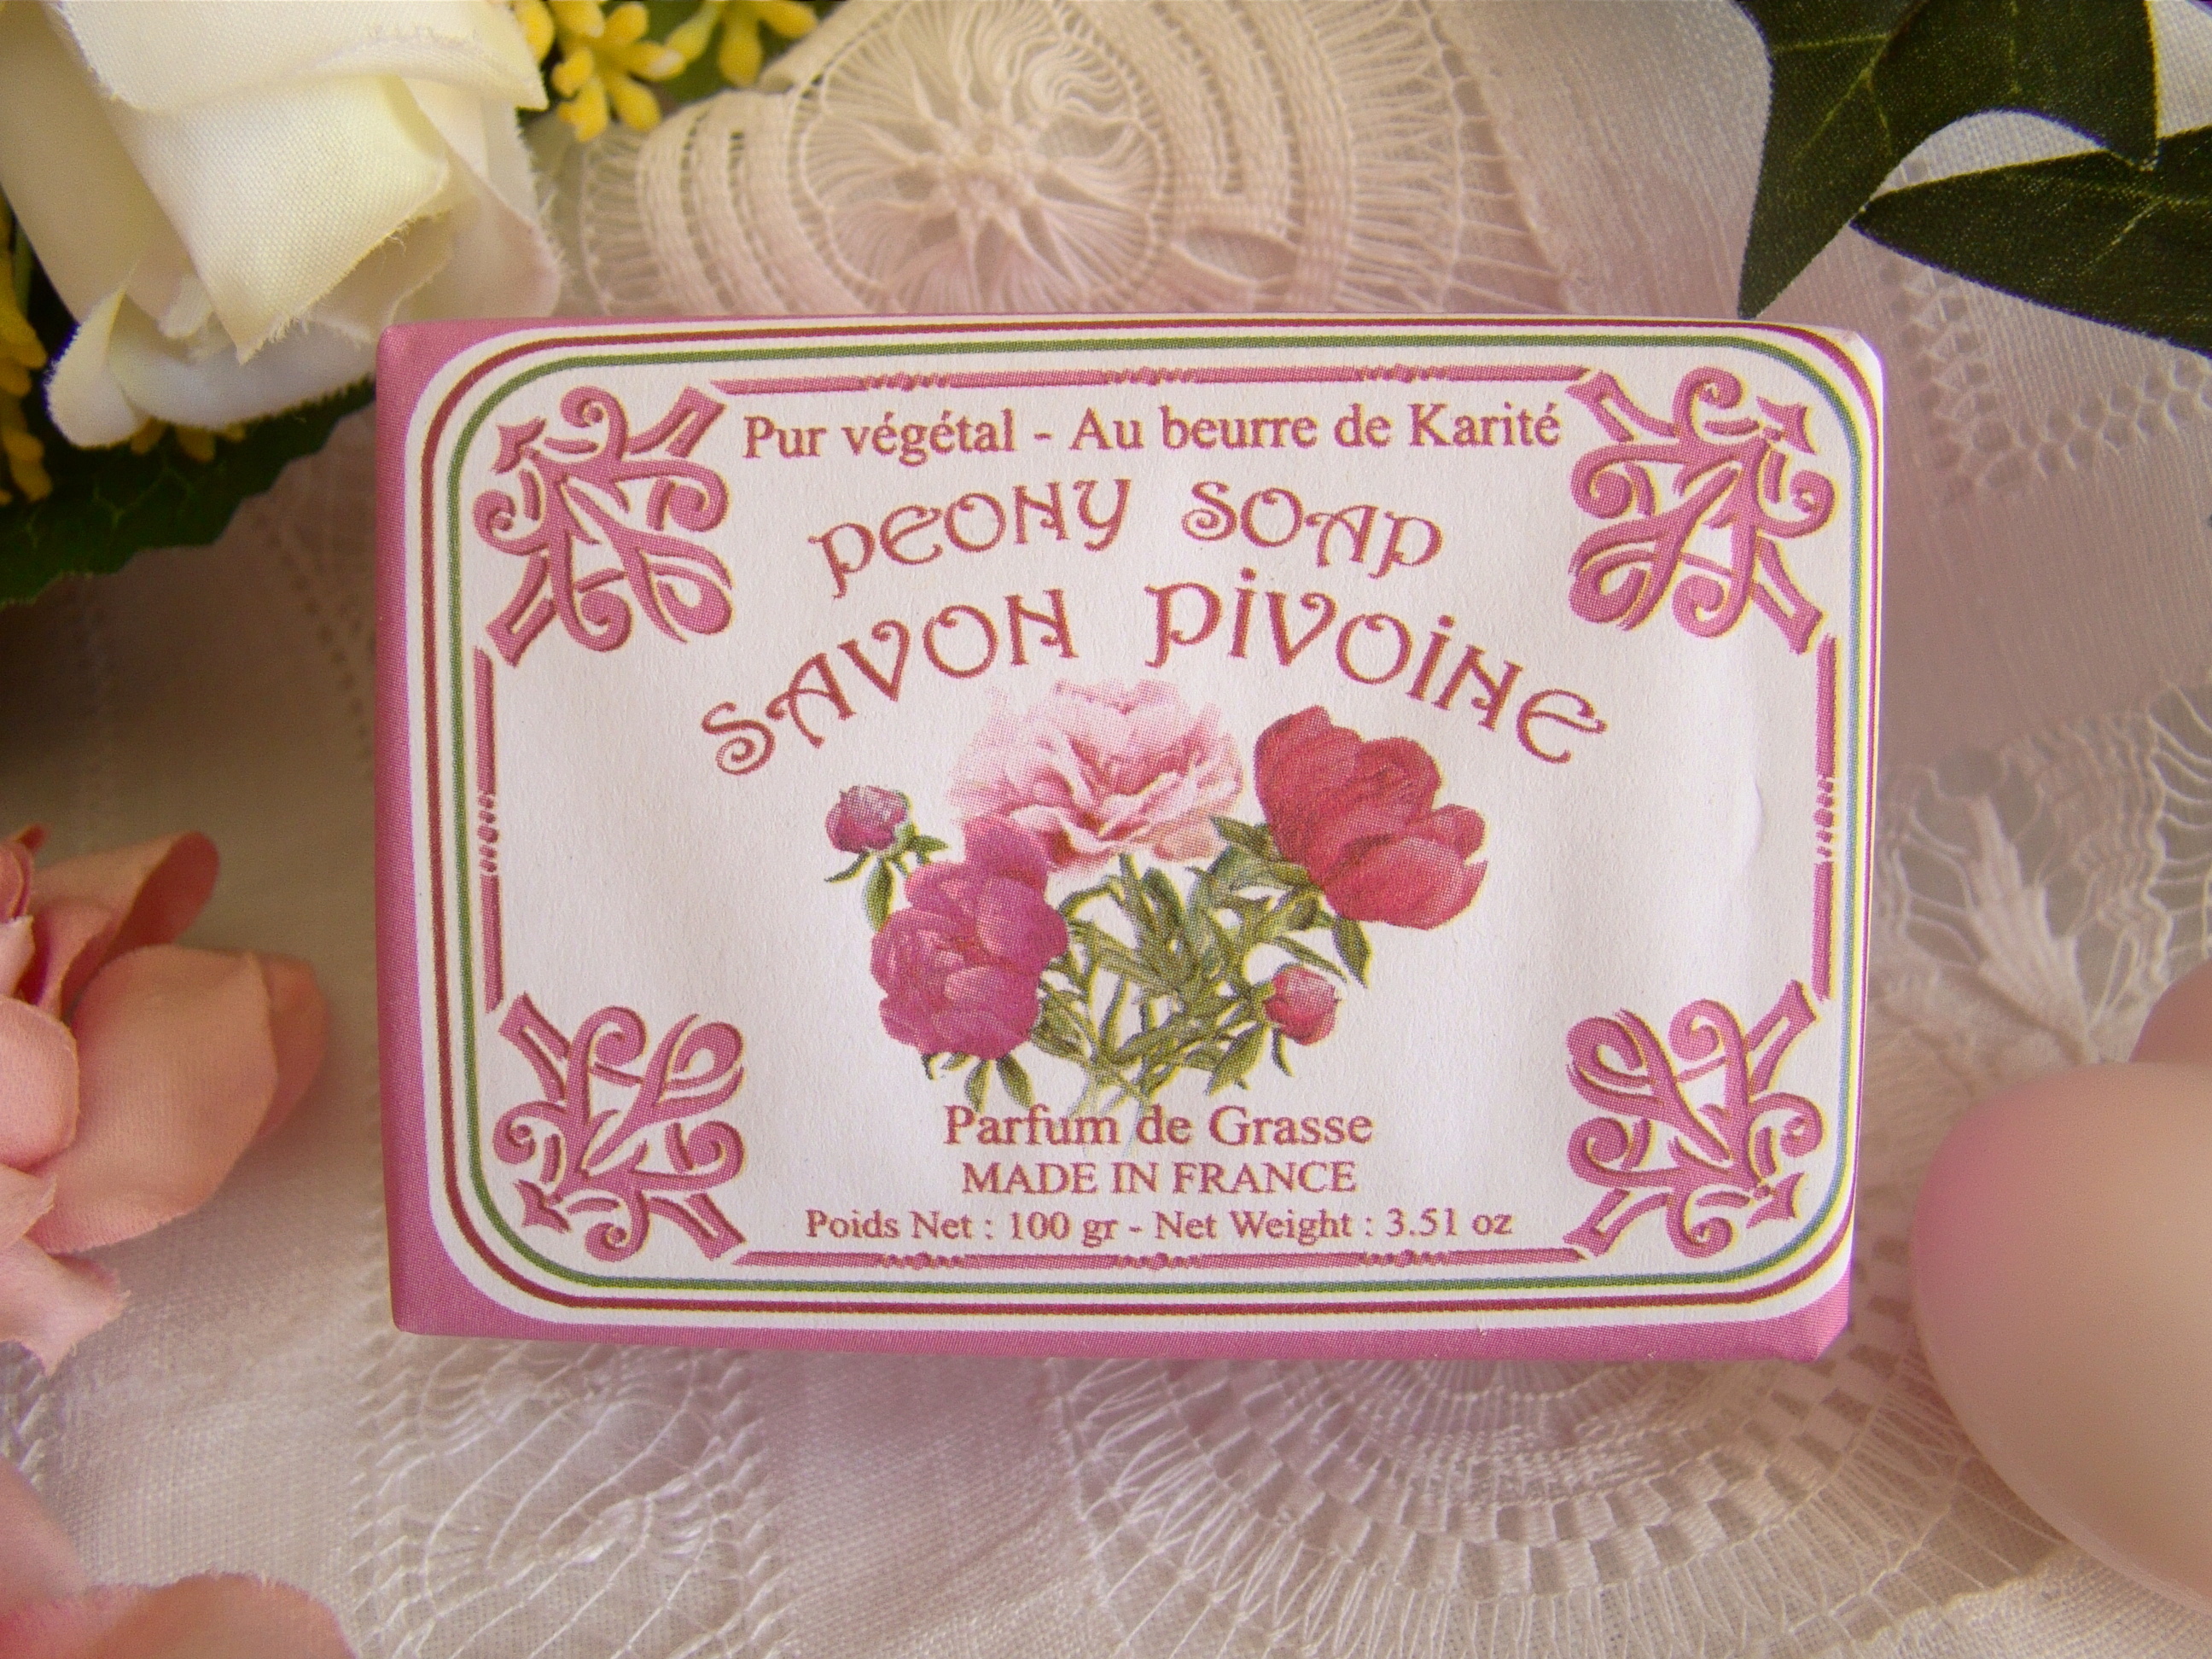 Pur végétal - Au beurre de Karité
PEONY SOAP
SAVON PIVOINE
Parfum de Grasse
MADE IN FRANCE
Poids Net : 100 gr - Net Weight : 3.51 oz